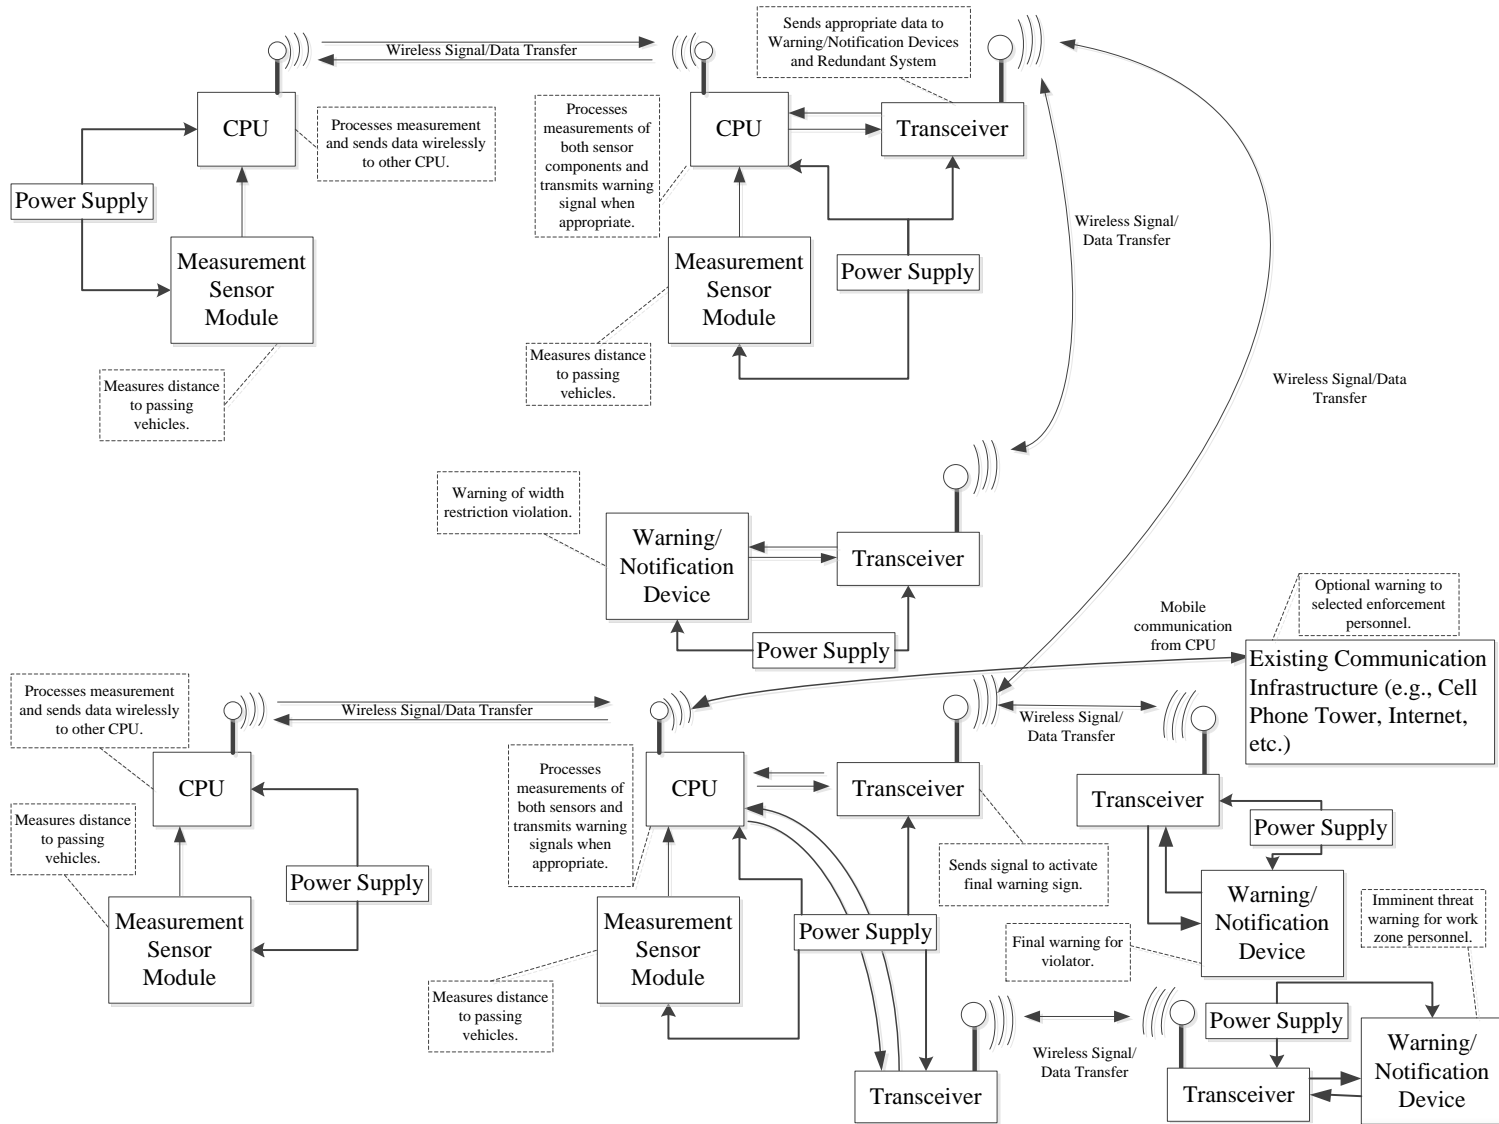 Sends appropriate data to
Warning/Notification Devices
and Redundant System
Wireless Signal/Data Transfer
CPU
Processes measurement
and sends data wirelessly
to other CPU.
Processes
measurements of
both sensor
components and
transmits warning
signal when
appropriate.
CPU
Transceiver
Power Supply
Measurement
Sensor
Module
Measurement
Sensor
Module
Power Supply
Wireless Signal/
Data Transfer
Measures distance
to passing
vehicles.
Measures distance
to passing
vehicles.
Wireless Signal/Data
Transfer
Warning of width
restriction violation.
Warning/
Notification
Device
Transceiver
Power Supply
Optional warning to
selected enforcement
personnel.
Mobile
communication
from CPU
Existing Communication
Infrastructure (e.g., Cell
Phone Tower, Internet,
etc.)
Processes measurement
and sends data wirelessly
to other CPU.
Wireless Signal/Data Transfer
Wireless Signal/
Data Transfer
CPU
Processes
measurements of
both sensors and
transmits warning
signals when
appropriate.
CPU
Transceiver
Transceiver
Power Supply
Measures distance
to passing
vehicles.
Power Supply
Sends signal to activate
final warning sign.
Warning/
Notification
Device
Imminent threat
warning for work
zone personnel.
Measurement
Sensor
Module
Measurement
Sensor
Module
Power Supply
Final warning for
violator.
Measures distance
to passing
vehicles.
Power Supply
Wireless Signal/
Data Transfer
Transceiver
Transceiver
Warning/
Notification
Device